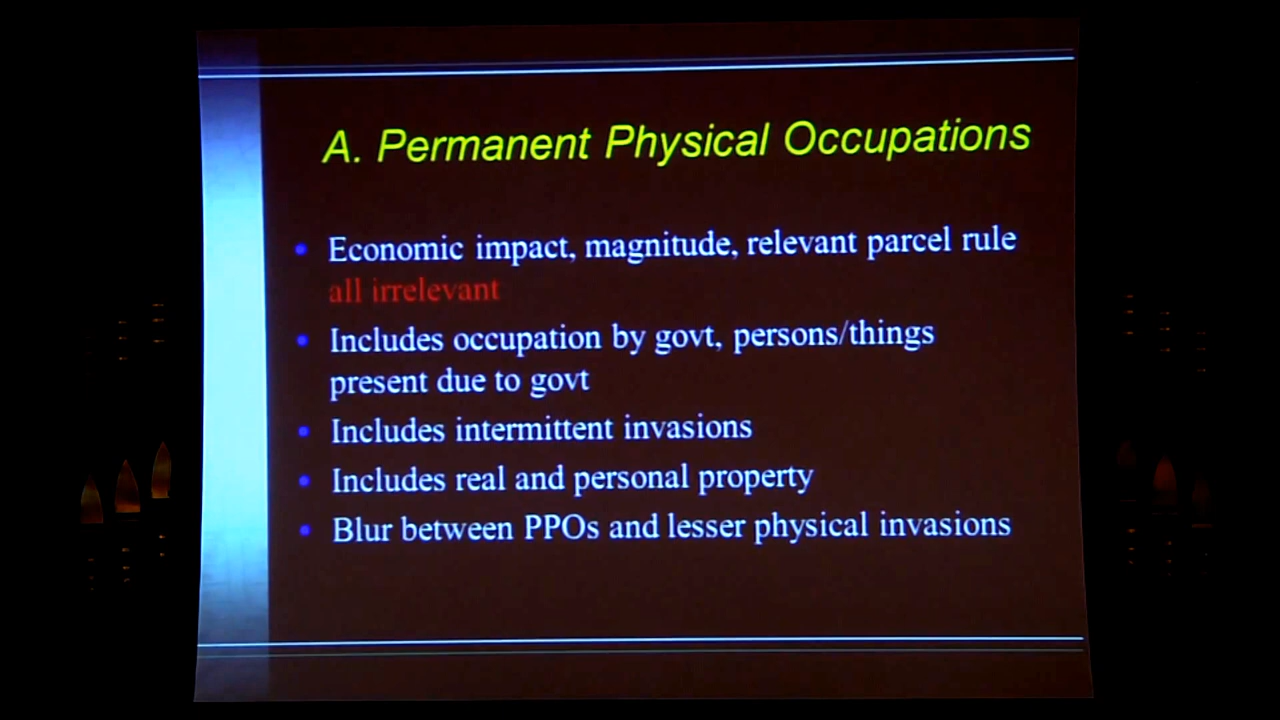 A. Permanent Physical Occupations
• Economic impact, magnitude, relevant parcel rule
all irrelevant
• Includes occupation by govt, persons/things
present due to govt
• Includes intermittent invasions
• Includes real and personal property
• Blur between PPOs and lesser physical invasions